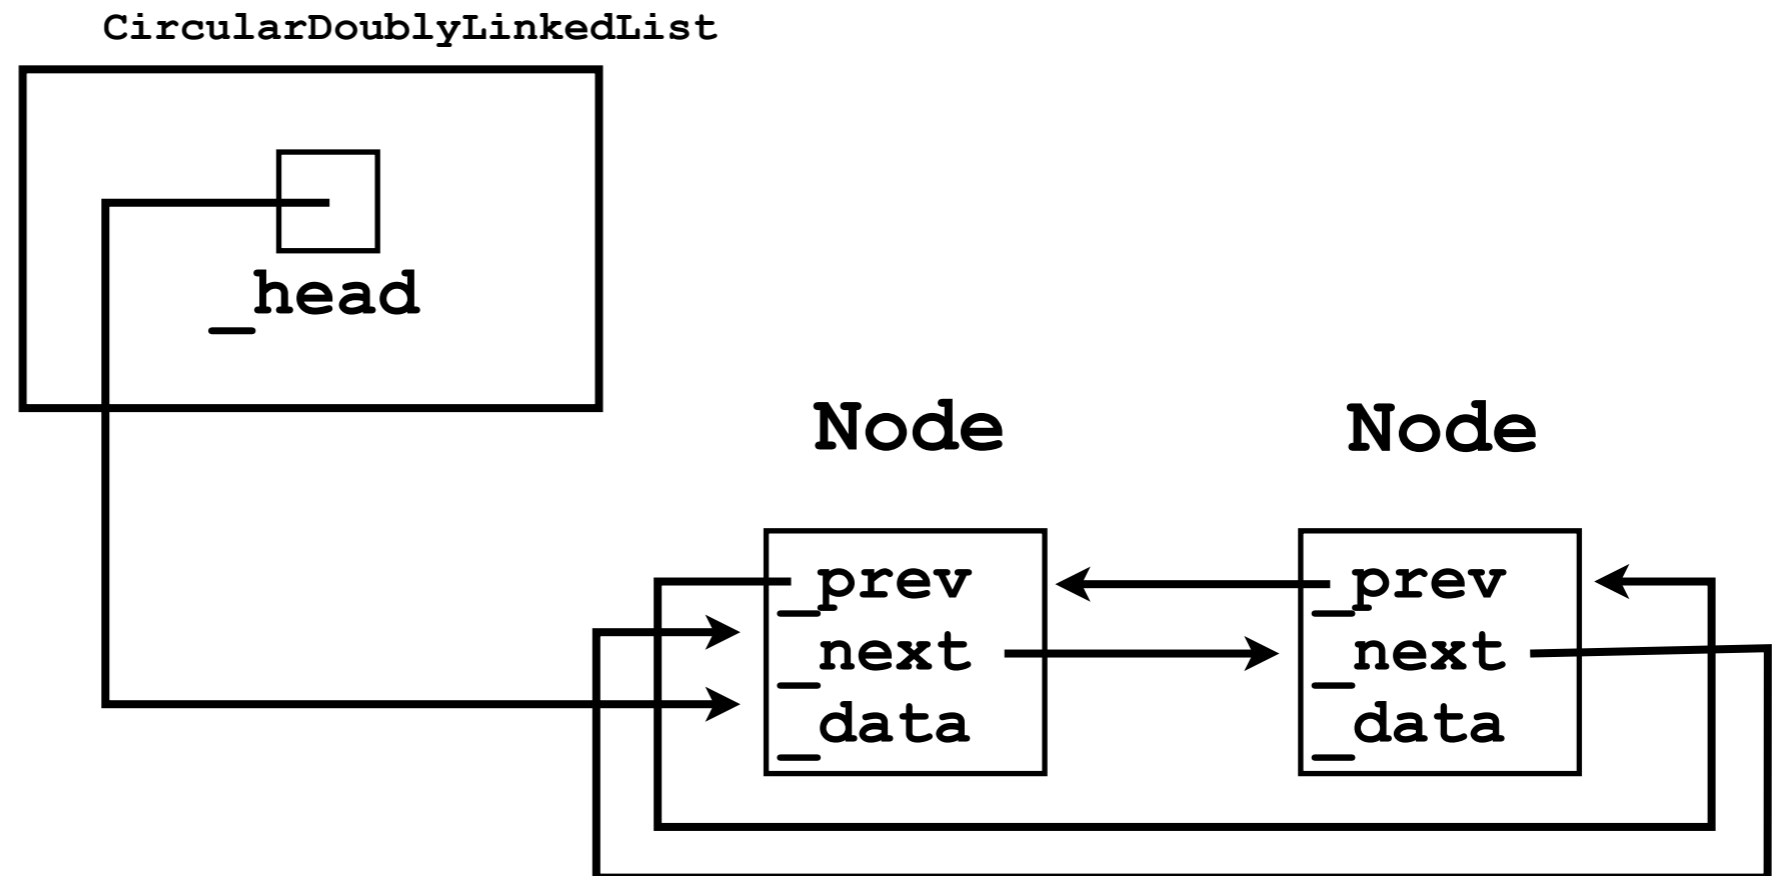 CircularDoublyLinkedList
_head
Node
Node
_prev
_next
_data
_prev
_next
_data